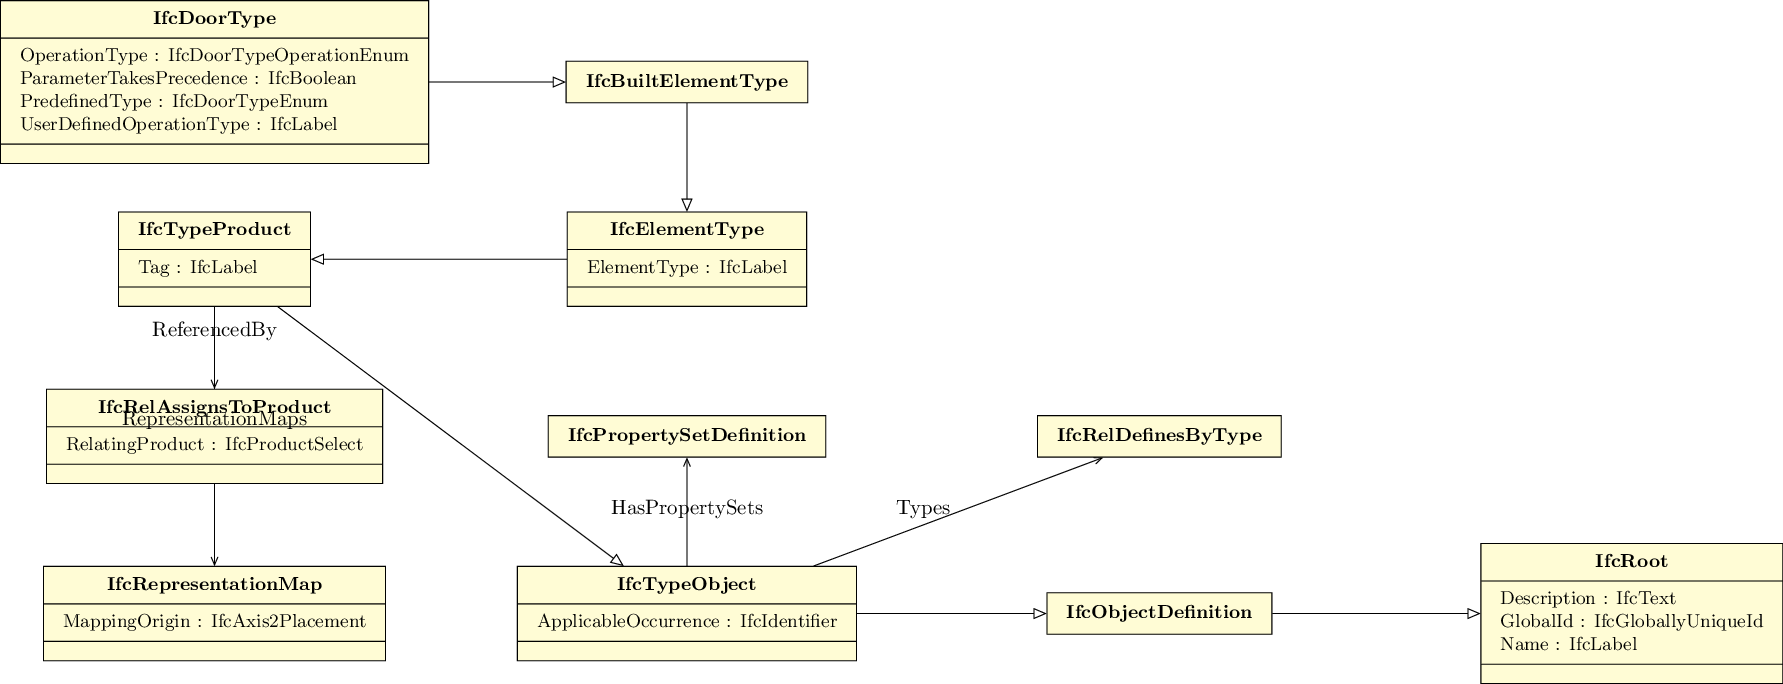 IfcDoorType
OperationType : IfcDoorTypeOperationEnum
ParameterTakesPrecedence : IfcBoolean
PredefinedType : IfcDoorTypeEnum
UserDefinedOperationType : IfcLabel
IfcBuiltElementType
IfcTypeProduct
Tag : IfcLabel
IfcElementType
ElementType : IfcLabel
ReferencedBy
IfcRelAssignsToProduct
RepresentationMaps
RelatingProduct : IfcProductSelect
IfcPropertySetDefinition
IfcRelDefinesByType
HasPropertySets
Types
IfcRepresentationMap
MappingOrigin : IfcAxis2Placement
IfcTypeObject
ApplicableOccurrence : IfcIdentifier
IfcObjectDefinition
IfcRoot
Description : IfcText
GlobalId : IfcGloballyUniqueId
Name : IfcLabel